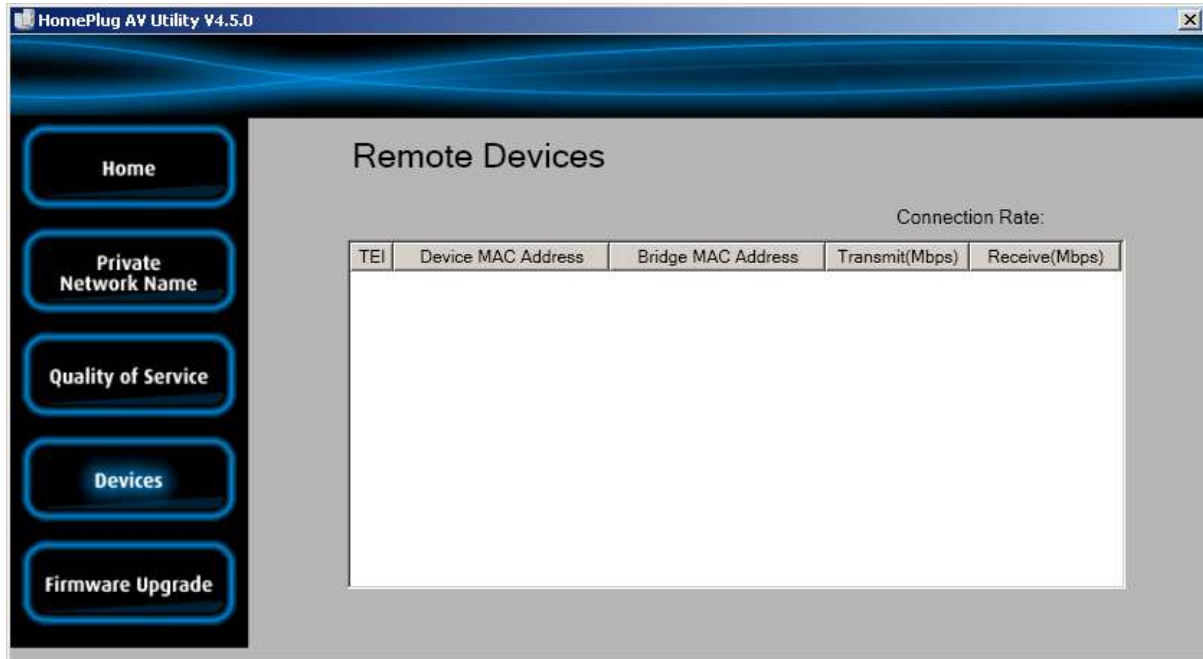 HomePlug AV Utility V4.5.0
Home
Private
Network Name
Quality of Service
Devices
Firmware Upgrade
Remote Devices
Connection Rate:
TEI Device MAC Address Bridge MAC Address Transmit(Mbps) Receive(Mbps)